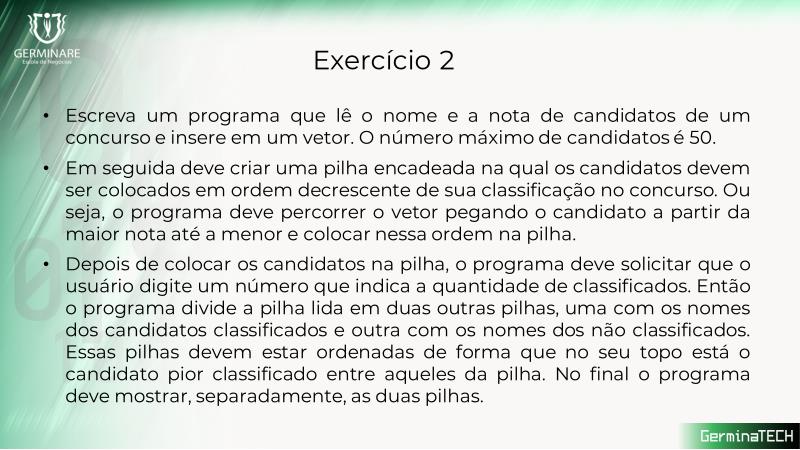 GERMINARE
Escola de Negócios
Exercício 2
• Escreva um programa que lê o nome e a nota de candidatos de um
concurso e insere em um vetor. O número máximo de candidatos é 50.
• Em seguida deve criar uma pilha encadeada na qual os candidatos devem
ser colocados em ordem decrescente de sua classificação no concurso. Ou
seja, o programa deve percorrer o vetor pegando o candidato a partir da
maior nota até a menor e colocar nessa ordem na pilha.
• Depois de colocar os candidatos na pilha, o programa deve solicitar que o
usuário digite um número que indica a quantidade de classificados. Então
o programa divide a pilha lida em duas outras pilhas, uma com os nomes
dos candidatos classificados e outra com os nomes dos não classificados.
Essas pilhas devem estar ordenadas de forma que no seu topo está o
candidato pior classificado entre aqueles da pilha. No final o programa
deve mostrar, separadamente, as duas pilhas.
GerminaTECH